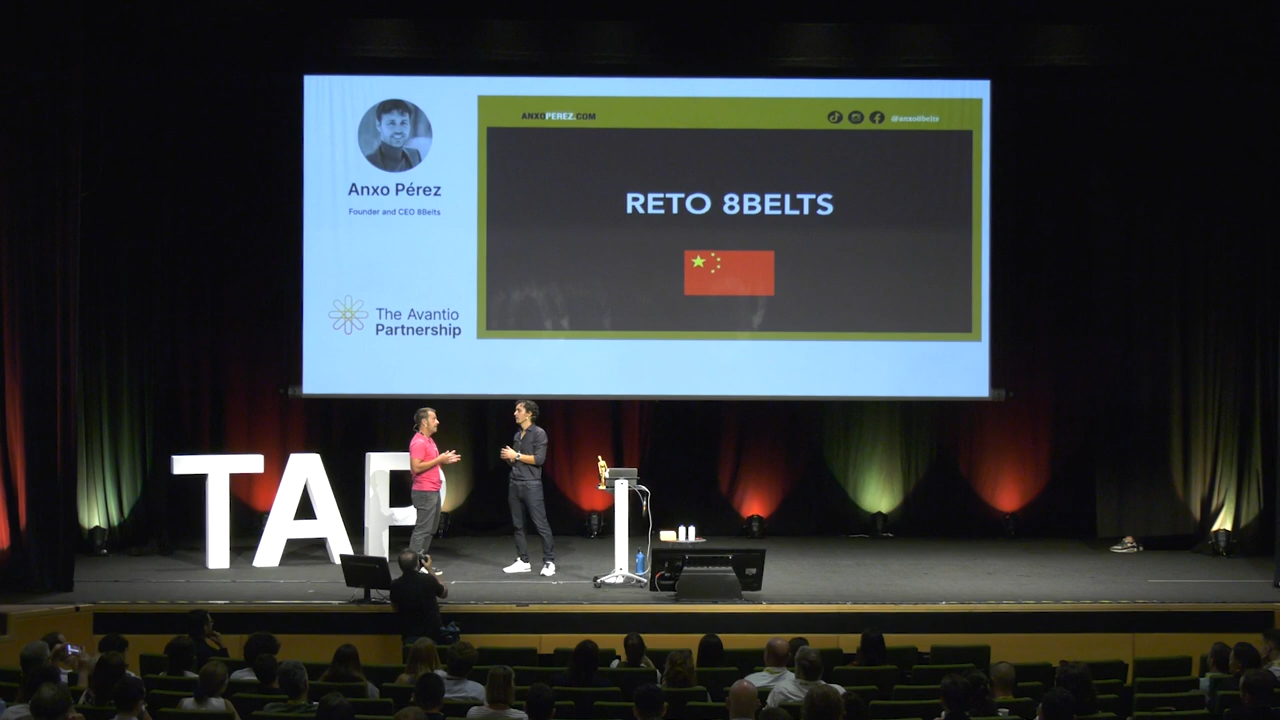 Anxo Pérez
Founder and CEO 8Belts
The Avantio
Partnership
ANXOPEREZ.COM
@anxo8belts
RETO 8BELTS
TAP